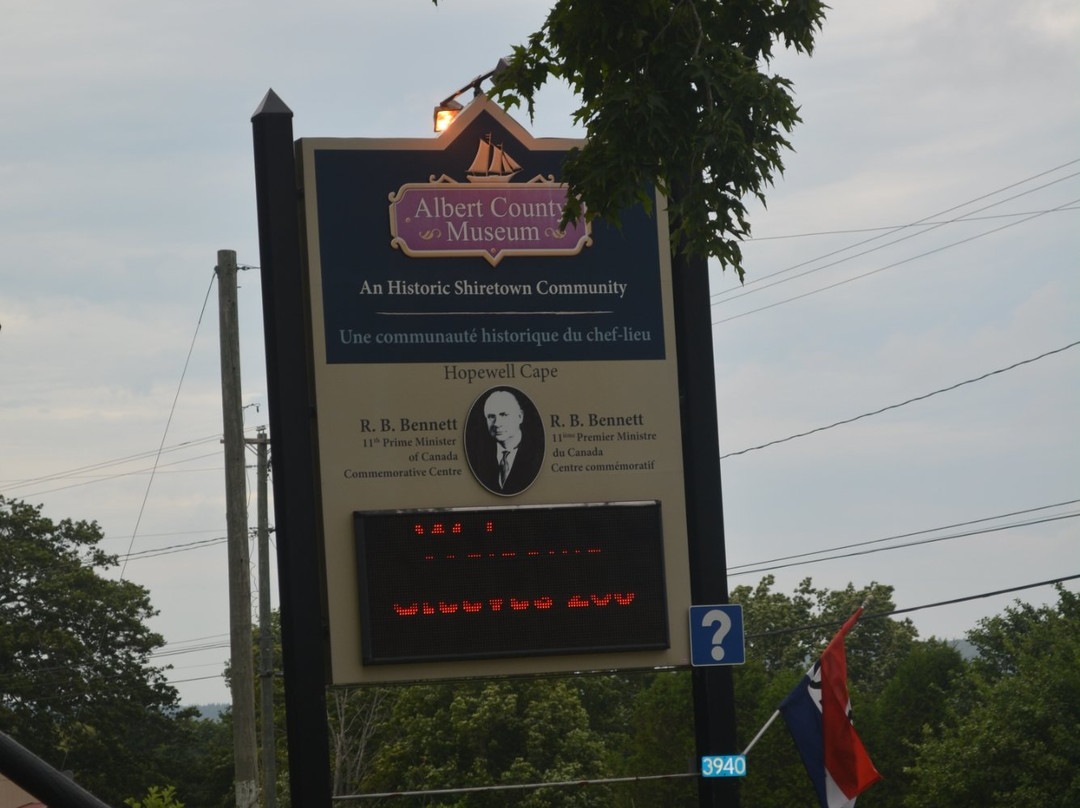 Albert County
Museum
An Historic Shiretown Community
Une communauté historique du chef-lieu
Hopewell Cape
R. B. Bennett
11th Prime Minister
of Canada
Commemorative Centre
R. B. Bennett
11ième Premier Ministre
du Canada
Centre commémoratif
?
3940